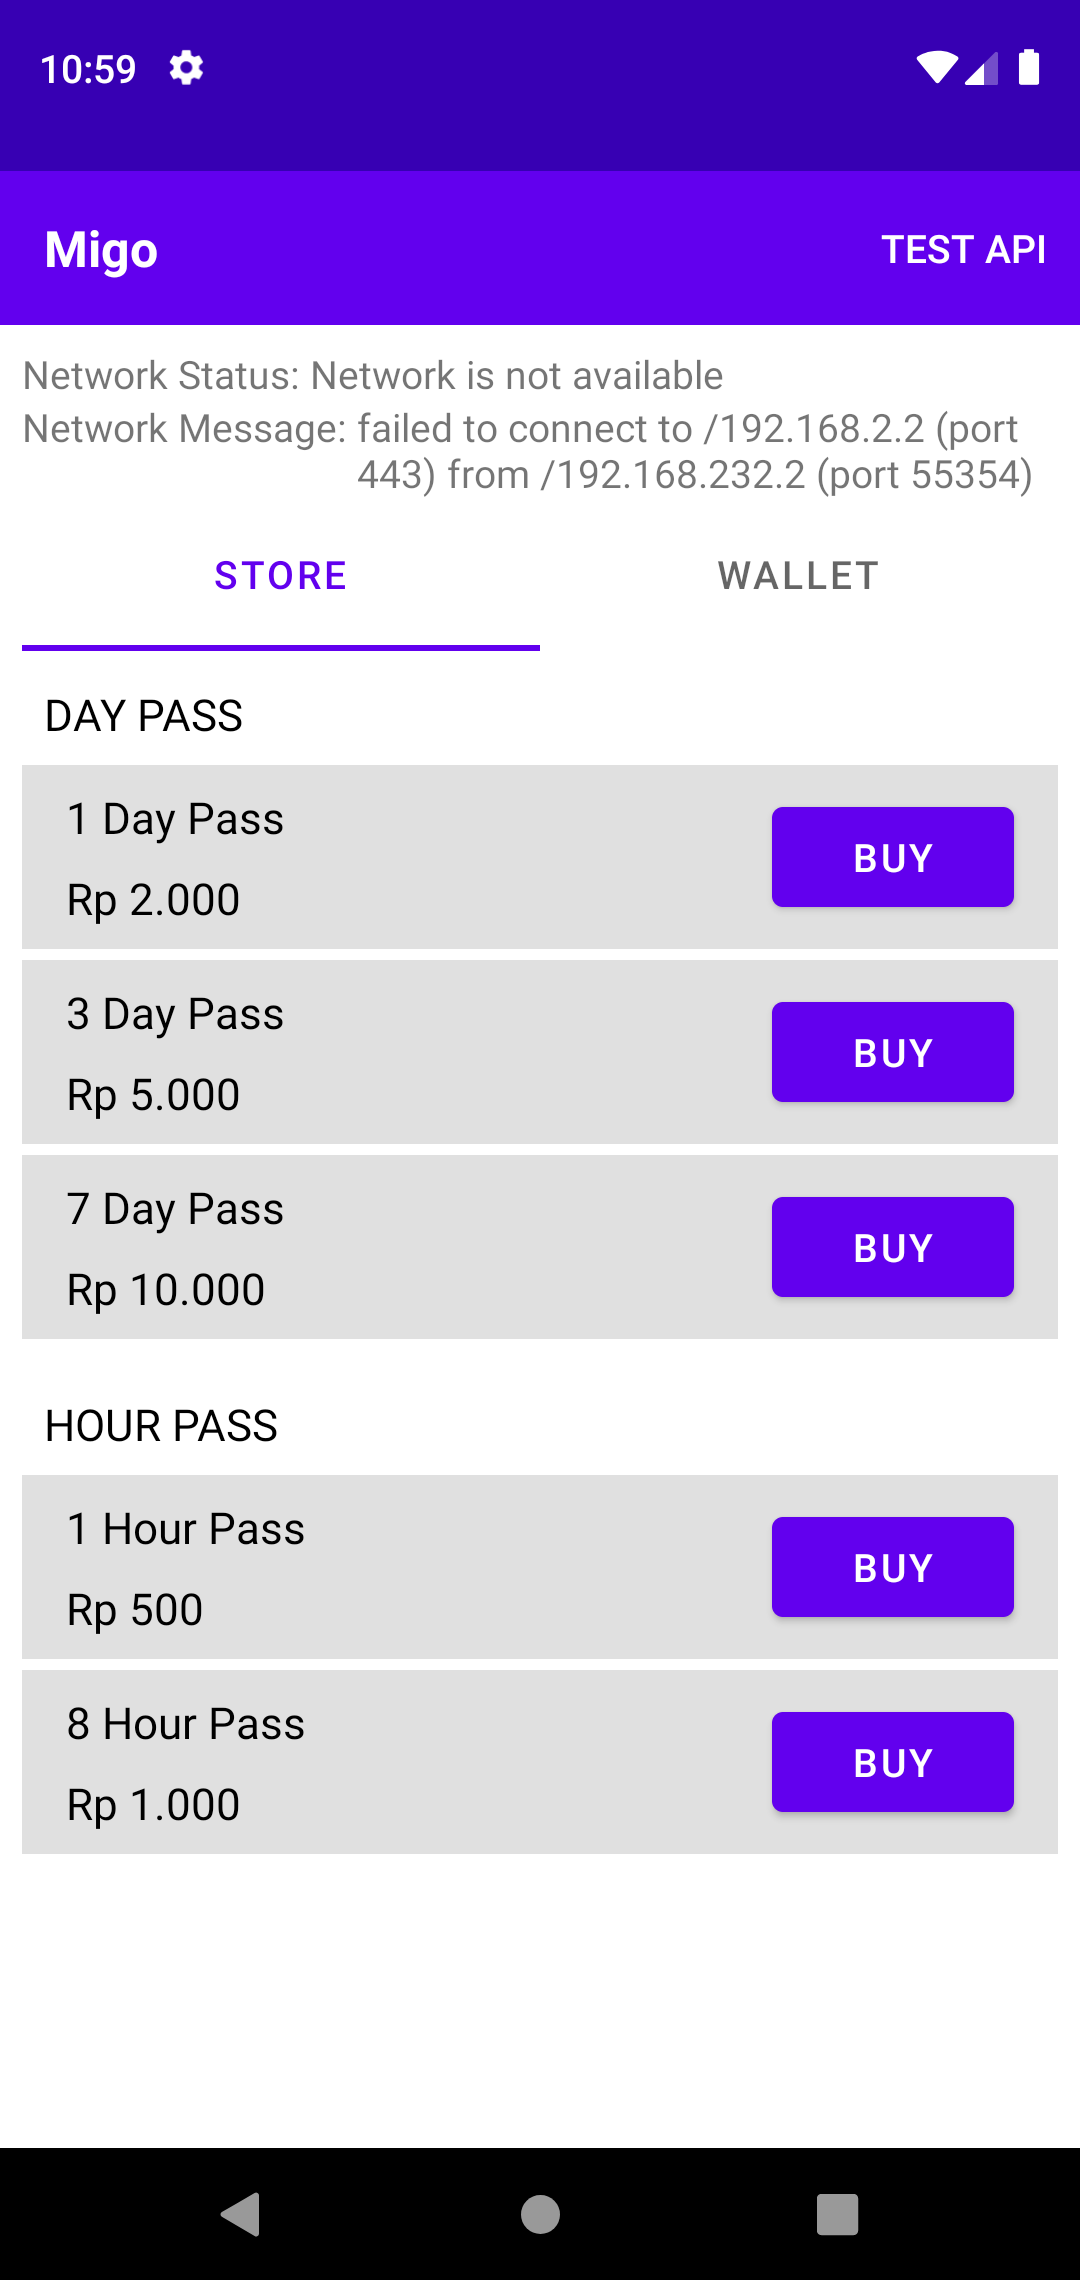 10:59
Migo
TEST API
Network Status: Network is not available
Network Message: failed to connect to /192.168.2.2 (port
443) from /192.168.232.2 (port 55354)
STORE
WALLET
DAY PASS
1 Day Pass
Rp 2.000
BUY
3 Day Pass
Rp 5.000
BUY
7 Day Pass
Rp 10.000
BUY
HOUR PASS
1 Hour Pass
Rp 500
BUY
8 Hour Pass
Rp 1.000
BUY